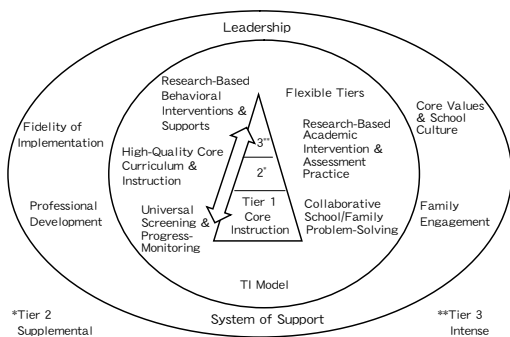 Leadership
Research-Based
Behavioral
Interventions &
Supports
Flexible Tiers
Fidelity of
Implementation
Core Values
& School
Culture
3**
Research-Based
Academic
Intervention &
Assessment
Practice
High-Quality Core
Curriculum &
Instruction
2*
Professional
Development
Universal
Screening &
Progress-
Monitoring
Tier 1
Core
Instruction
Collaborative
School/Family
Problem-Solving
Family
Engagement
TI Model
System of Support
*Tier 2
Supplemental
**Tier 3
Intense